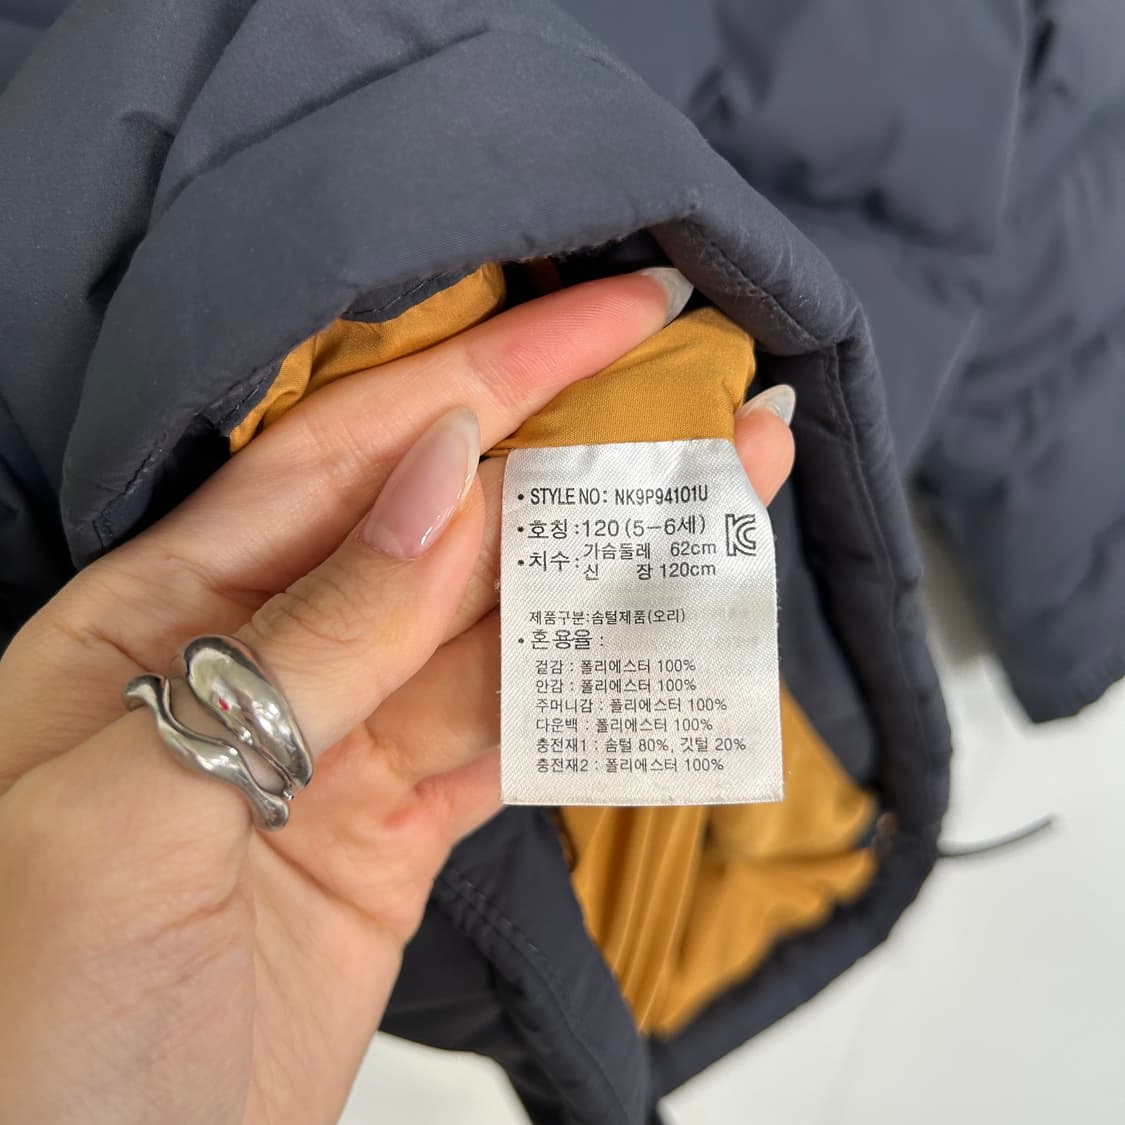 • STYLE NO: NK9P94101U
• 호칭:120 (5-6세)
• 치수: 가슴둘레 62cm
신 장 120cm
KC
제품구분:솜털제품(오리)
• 혼용율 :
겉감 : 폴리에스터 100%
안감 : 폴리에스터 100%
주머니감 : 폴리에스터 100%
다운백 : 폴리에스터 100%
충전재1 : 솜털 80%, 깃털 20%
충전재2 : 폴리에스터 100%